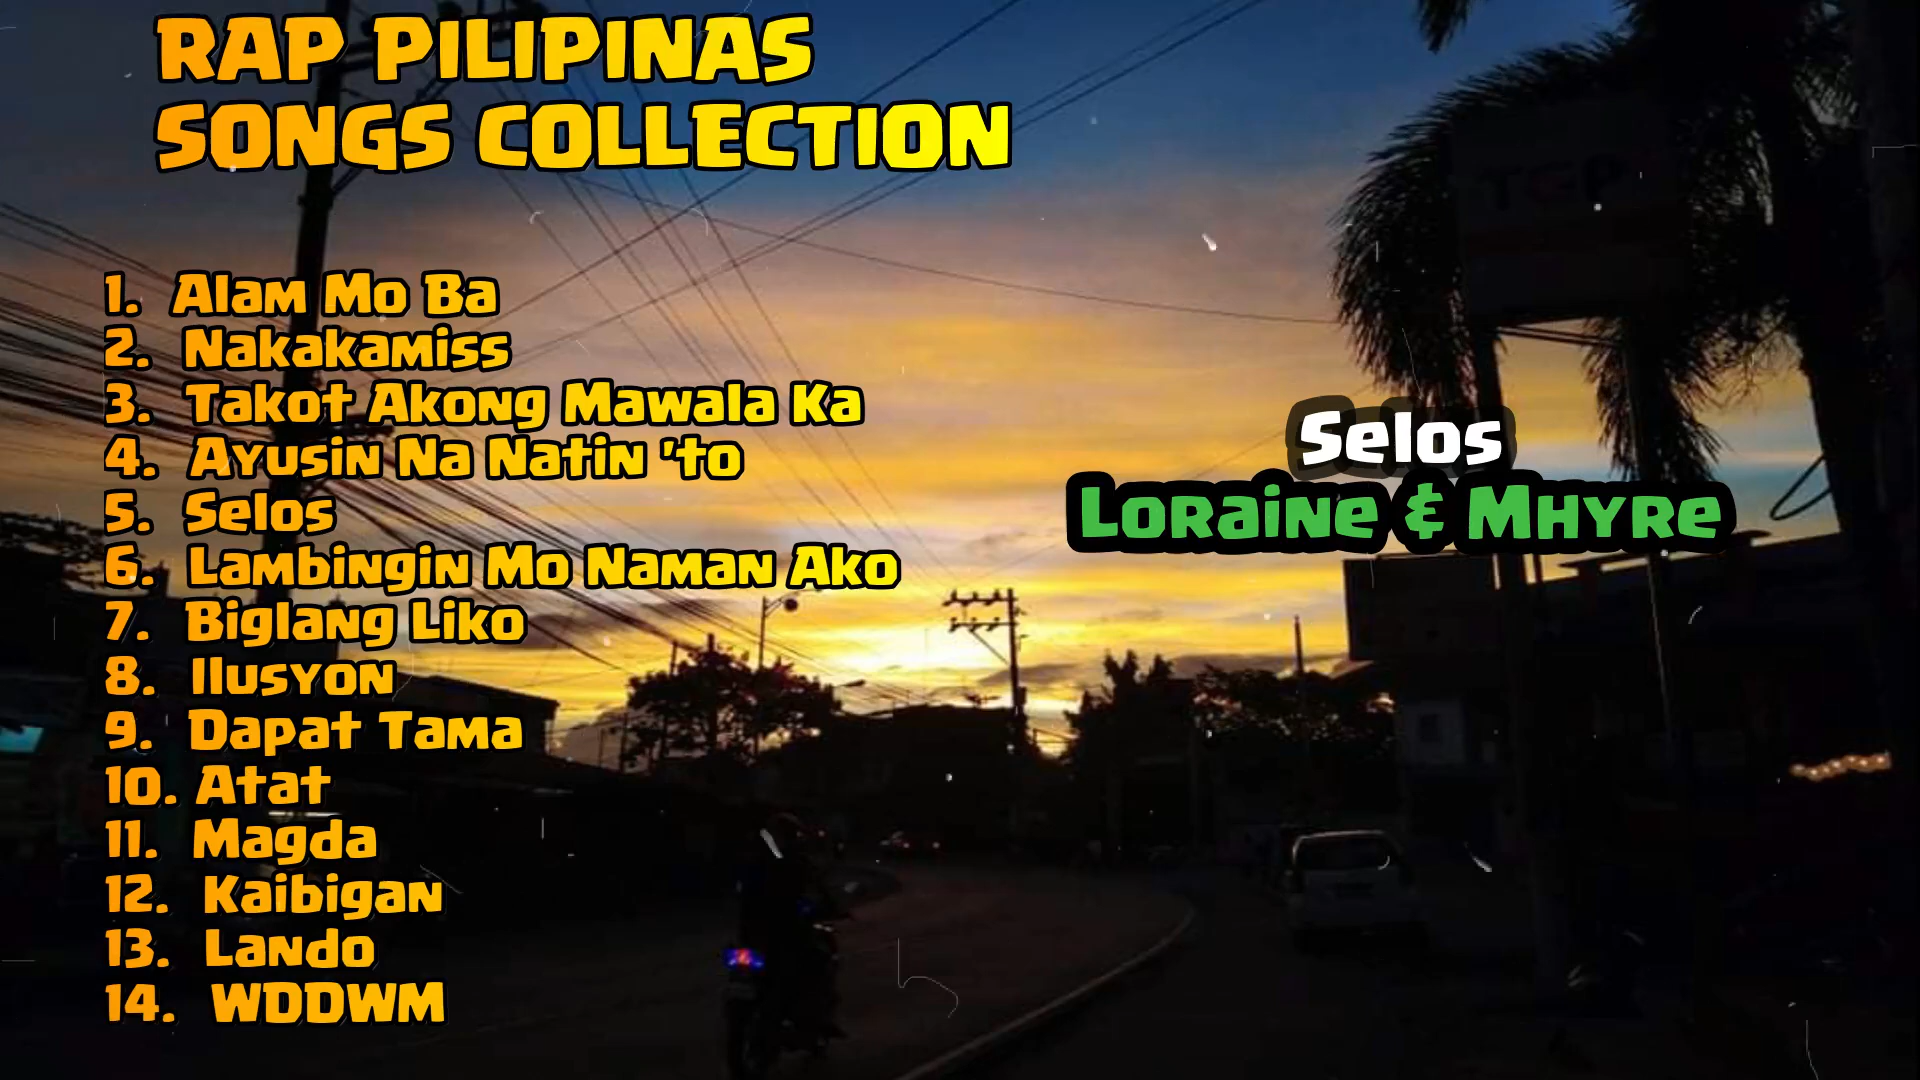 RAP PILIPINAS
SONGS COLLECTION
1. Alam Mo Ba
2. Nakakamiss
3. Takot Akong Mawala Ka
4. Ayusin Na Natin 'to
5. Selos
6. Lambingin Mo Naman Ako
7. Biglang Liko
8. Ilusyon
9. Dapat Tama
10. Atat
11. Magda
12. Kaibigan
13. Lando
14. WDDWM
Selos
Loraine & Mhyre